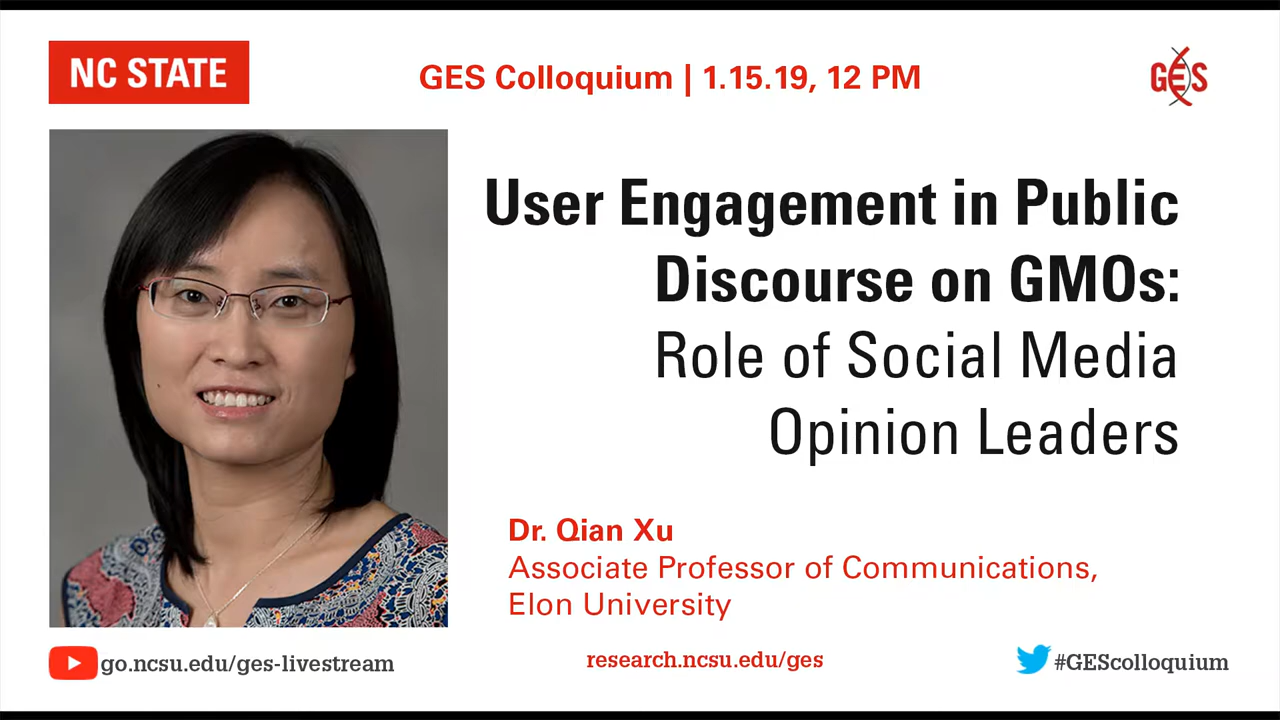 NC STATE
GES Colloquium | 1.15.19, 12 PM
GES
User Engagement in Public
Discourse on GMOs:
Role of Social Media
Opinion Leaders
Dr. Qian Xu
Associate Professor of Communications,
Elon University
go.ncsu.edu/ges-livestream
research.ncsu.edu/ges
#GEScolloquium